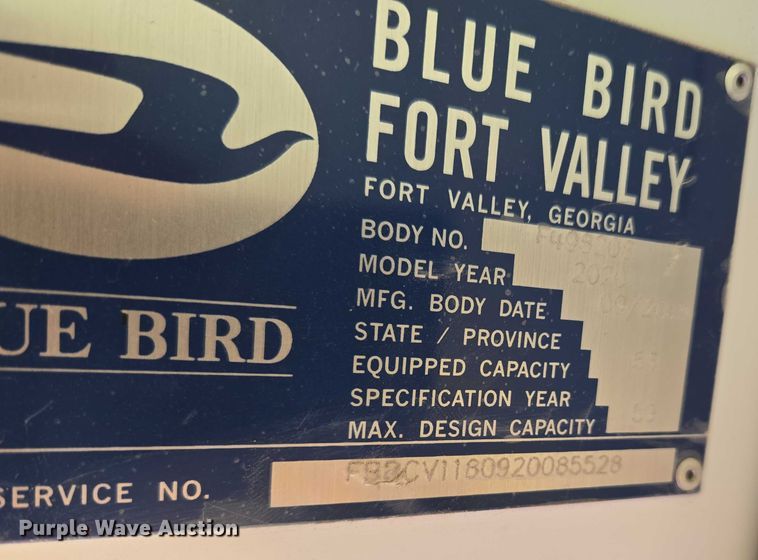 BLUE BIRD
FORT VALLEY
FORT VALLEY, GEORGIA
BODY NO.
MODEL YEAR
MFG. BODY DATE
STATE / PROVINCE
EQUIPPED CAPACITY
SPECIFICATION YEAR
MAX. DESIGN CAPACITY
UE BIRD
SERVICE NO.
Purple Wave Auction